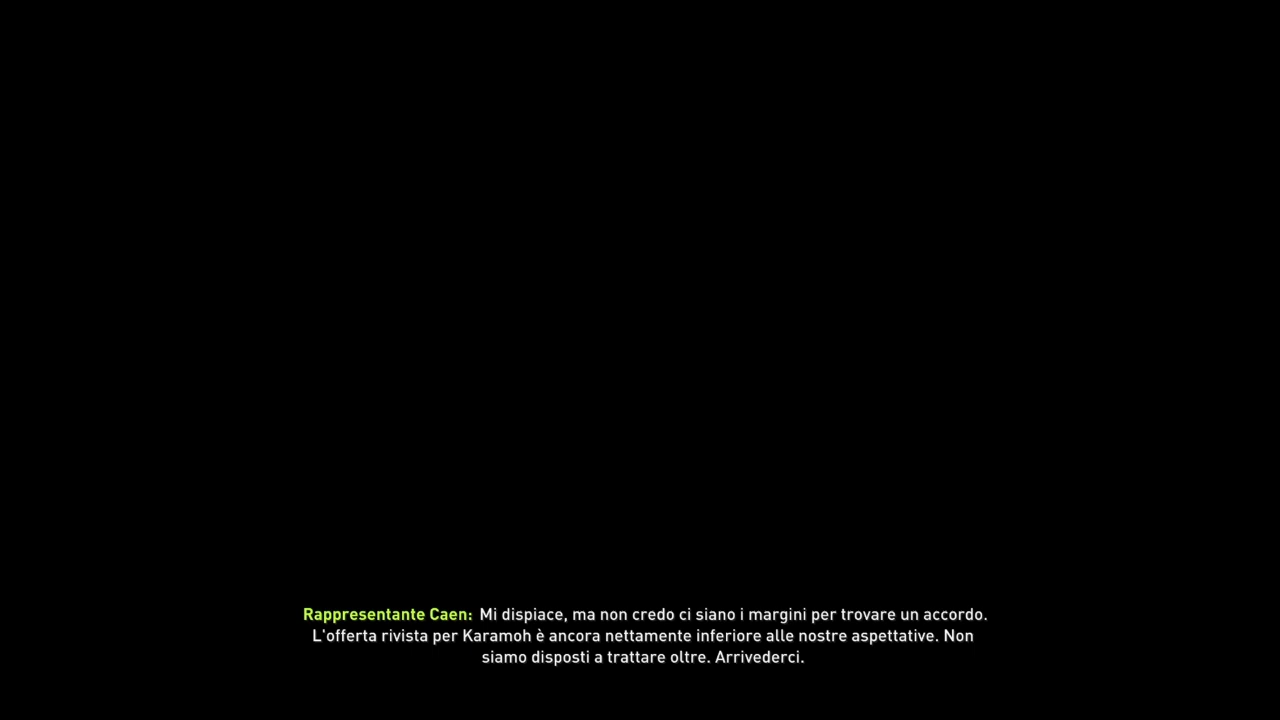 Rappresentante Caen: Mi dispiace, ma non credo ci siano i margini per trovare un accordo.
L'offerta rivista per Karamoh è ancora nettamente inferiore alle nostre aspettative. Non
siamo disposti a trattare oltre. Arrivederci.